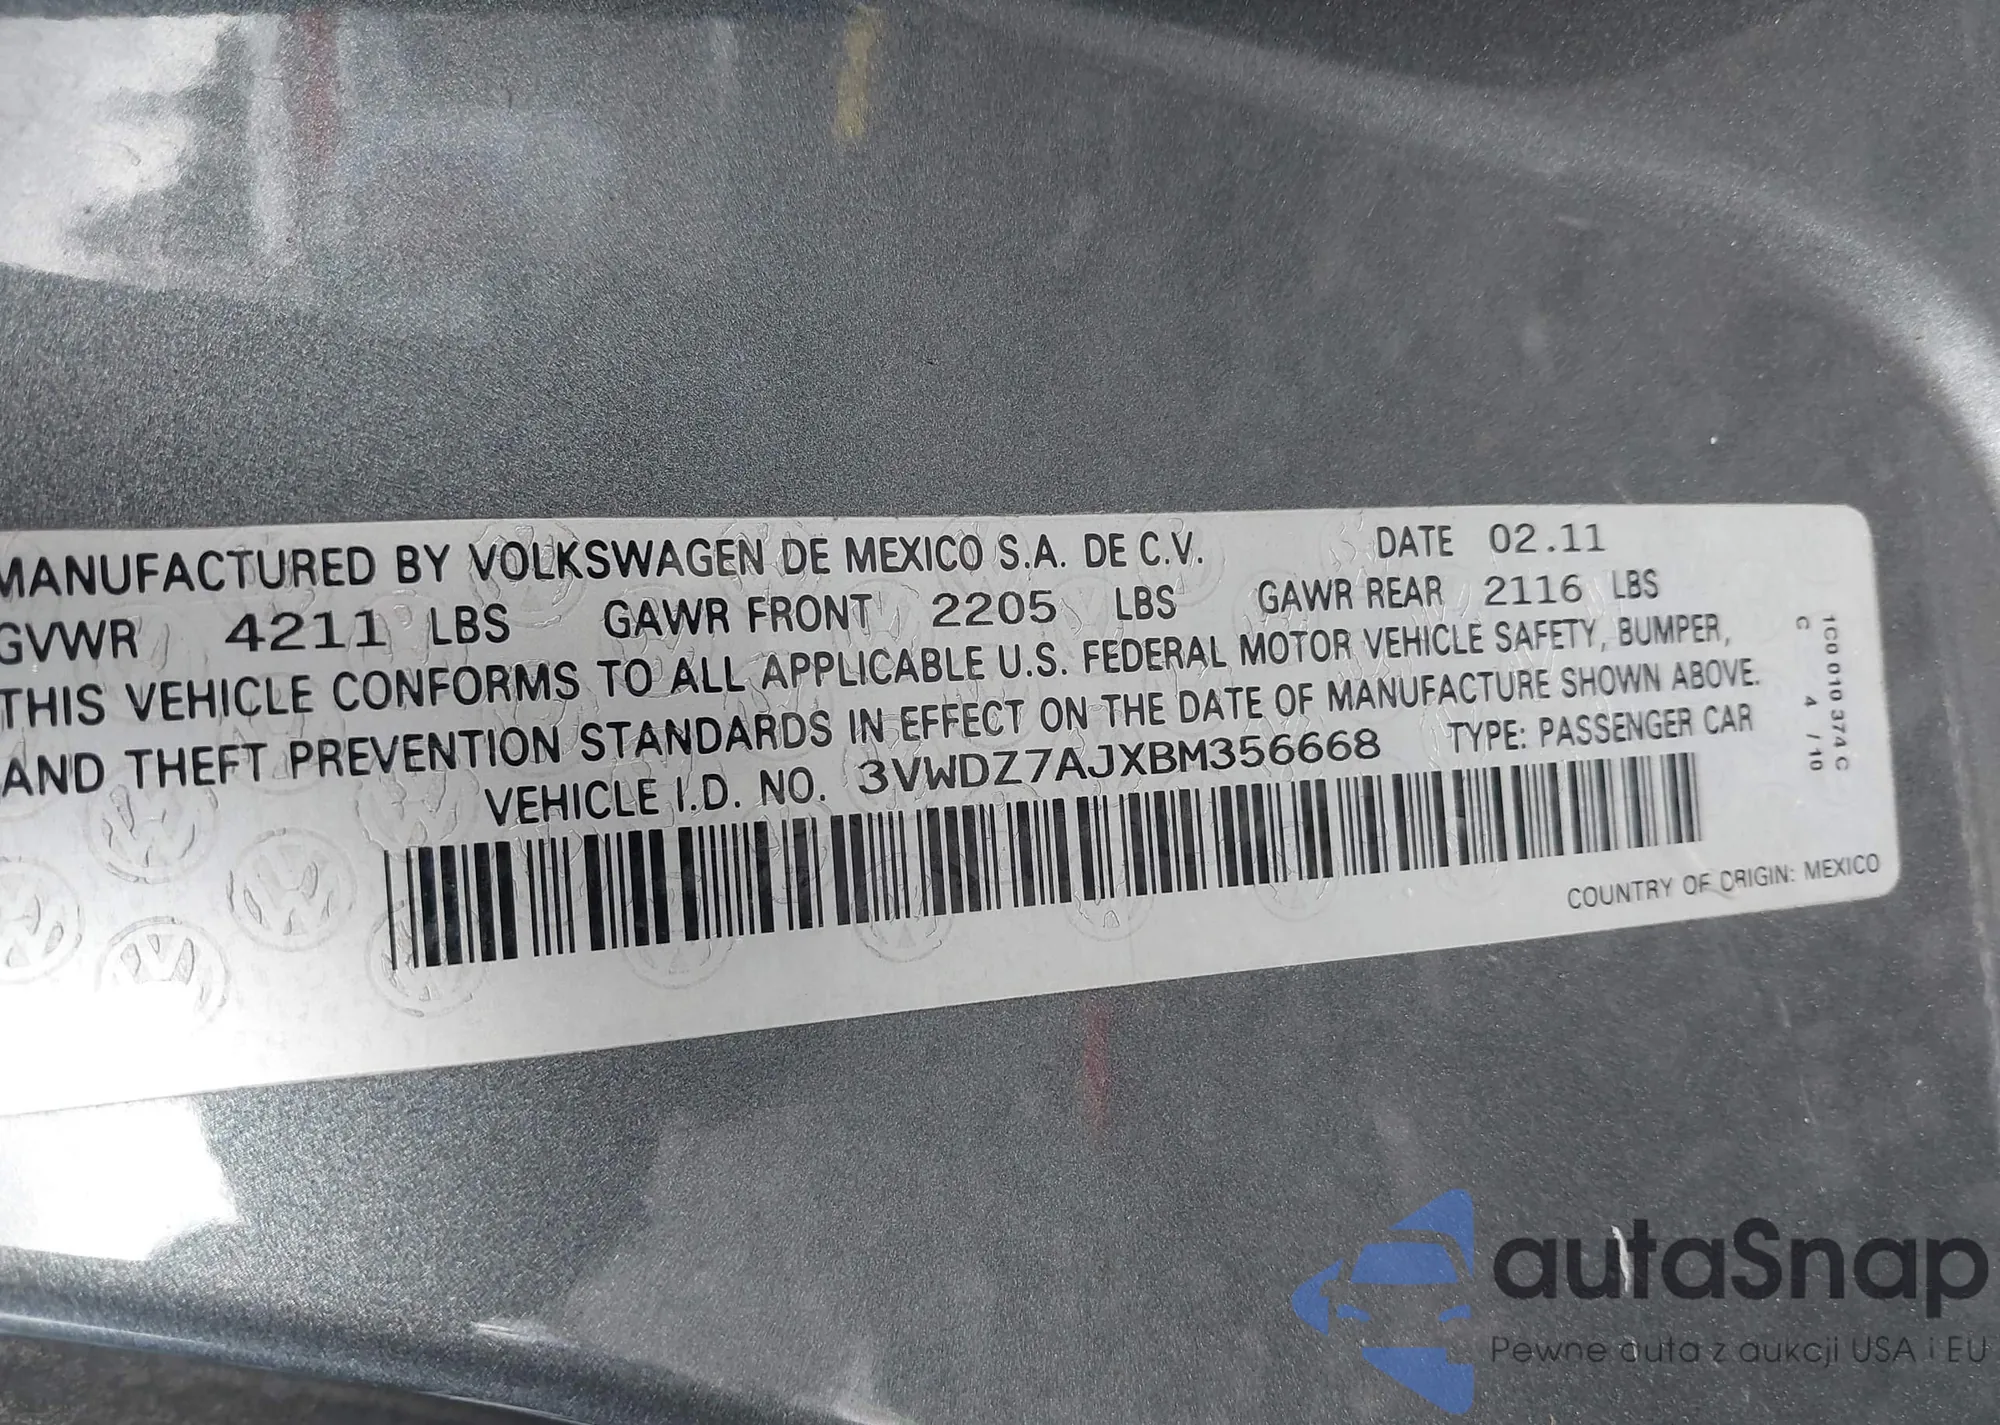 MANUFACTURED BY VOLKSWAGEN DE MEXICO S.A. DE C.V. DATE 02.11
GVWR 4211 LBS GAWR FRONT 2205 LBS GAWR REAR 2116 LBS
THIS VEHICLE CONFORMS TO ALL APPLICABLE U.S. FEDERAL MOTOR VEHICLE SAFETY, BUMPER,
AND THEFT PREVENTION STANDARDS IN EFFECT ON THE DATE OF MANUFACTURE SHOWN ABOVE.
VEHICLE I.D. NO. 3VWDZ7AJXBM356668 TYPE: PASSENGER CAR
COUNTRY OF ORIGIN: MEXICO
1C0 010 374 C
C 4 / 10
autaSnap
Pewne auta z aukcji USA i EU